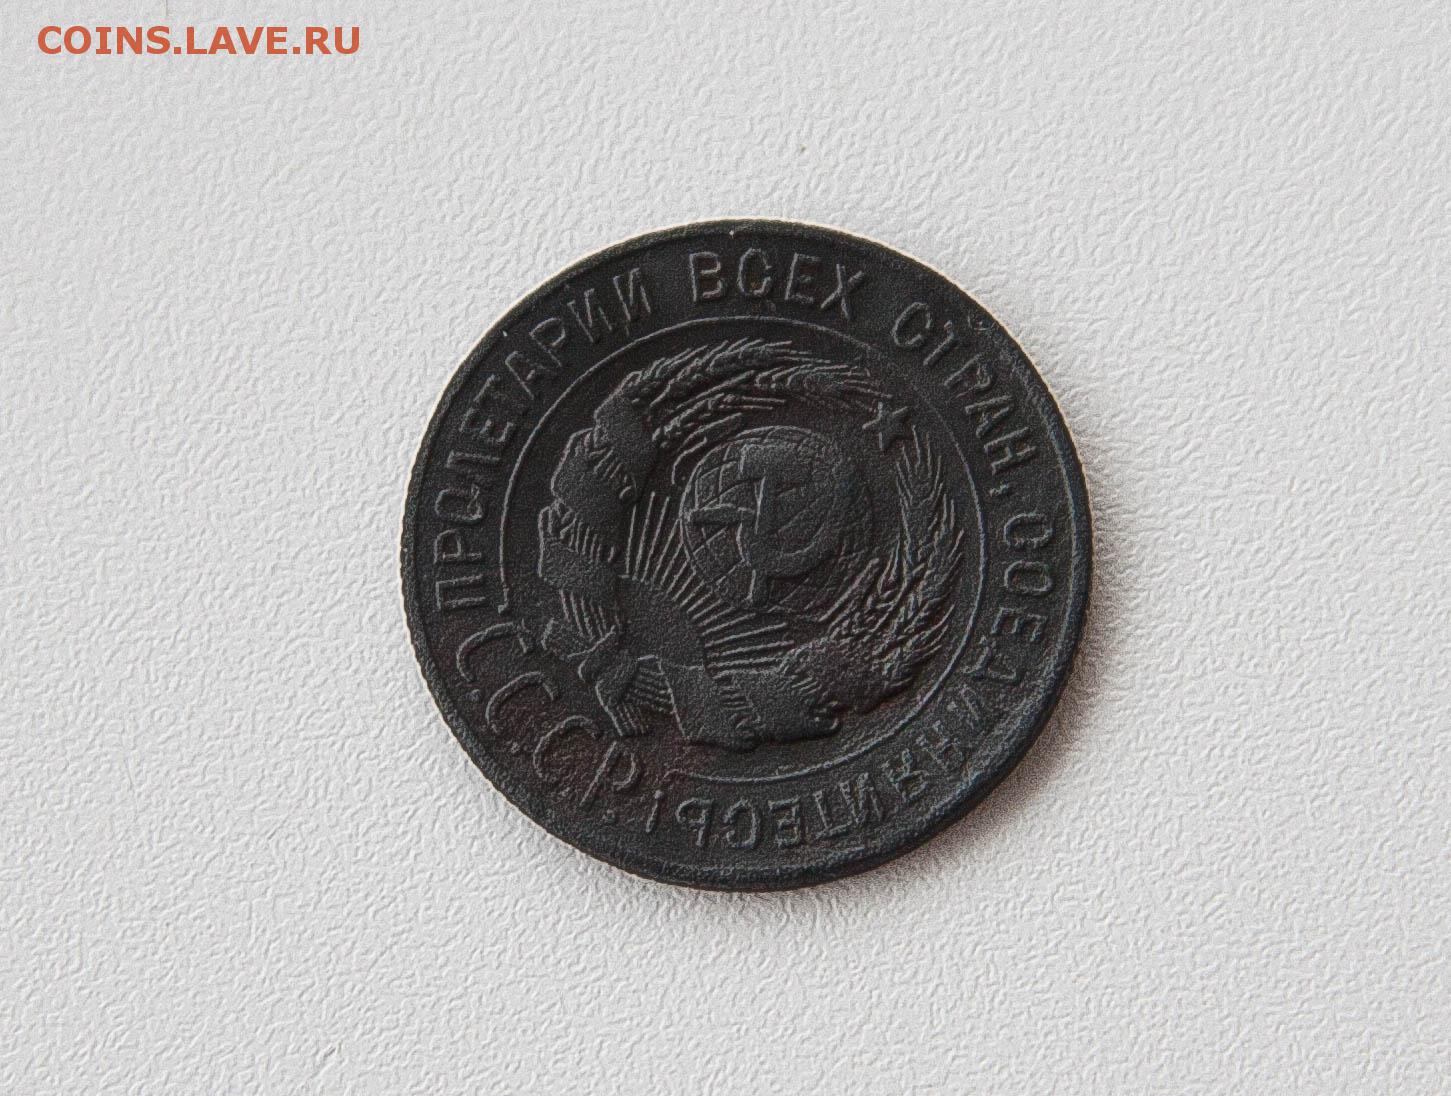 COINS.LAVE.RU
ПРОЛЕТАРИИ ВСЕХ СТРАН, СОЕДИНЯЙТЕСЬ!
С.С.С.Р.